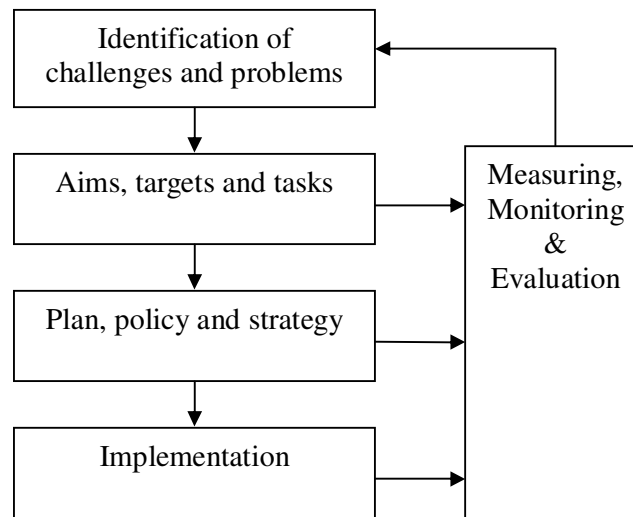 Identification of
challenges and problems
Aims, targets and tasks
Plan, policy and strategy
Implementation
Measuring,
Monitoring
&
Evaluation